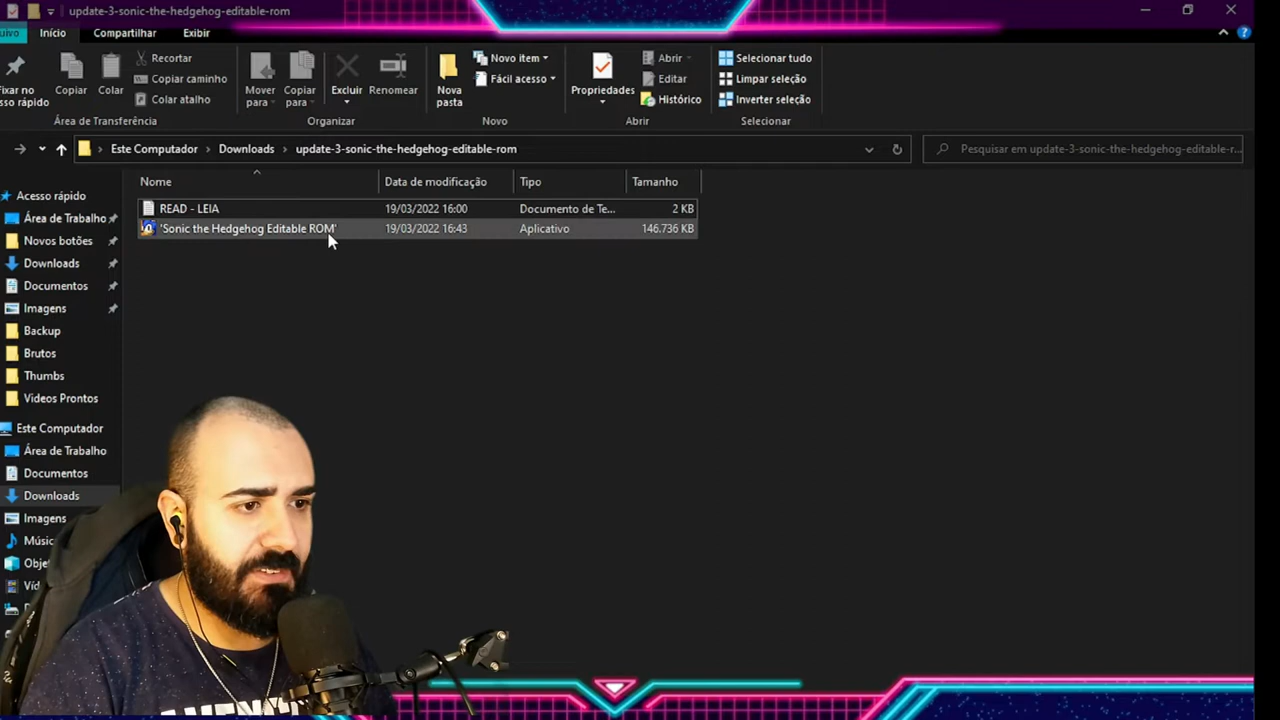 update-3-sonic-the-hedgehog-editable-rom
uivo Início Compartilhar Exibir
Fixar no
sso rápido
Copiar
Colar
Recortar
Copiar caminho
Colar atalho
Área de Transferência
Mover
para
Copiar
para
Excluir
Renomear
Organizar
Nova
pasta
Novo item
Fácil acesso
Novo
Propriedades
Abrir
Editar
Histórico
Abrir
Selecionar tudo
Limpar seleção
Inverter seleção
Selecionar
Este Computador > Downloads > update-3-sonic-the-hedgehog-editable-rom
Pesquisar em update-3-sonic-the-hedgehog-editable-r...
Nome Data de modificação Tipo Tamanho
READ - LEIA 19/03/2022 16:00 Documento de Te... 2 KB
'Sonic the Hedgehog Editable ROM' 19/03/2022 16:43 Aplicativo 146.736 KB
Acesso rápido
Área de Trabalho
Novos botões
Downloads
Documentos
Imagens
Backup
Brutos
Thumbs
Videos Prontos
Este Computador
Área de Trabalho
Documentos
Downloads
Imagens
Músic
Obje
Víd